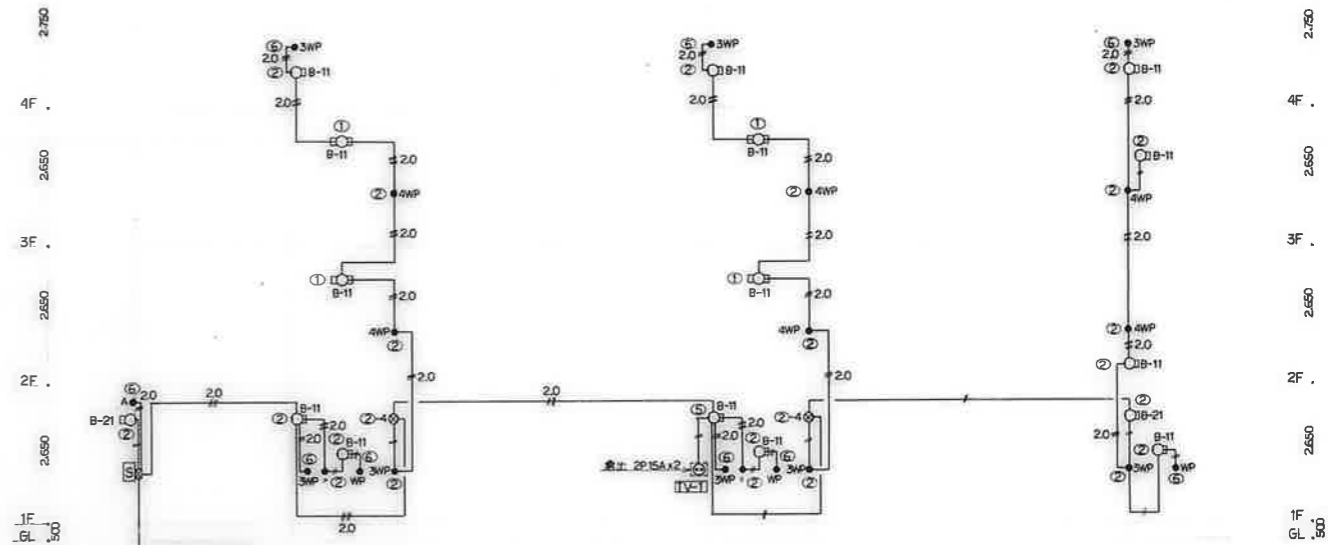 2.750
2.750
⑥ 3WP
⑥ 3WP
⑥ 3WP
2.0
2.0
2.0
② B-11
② B-11
② B-11
4F
2.0
2.0
2.0
4F
①
①
②
B-11
B-11
B-11
2.650
2.0
2.0
2.650
② 4WP
② 4WP
②
4WP
3F
2.0
2.0
2.0
3F
①
①
B-11
B-11
2.650
2.0
2.0
2.650
4WP
4WP
② 4WP
②
②
2.0
② B-11
2F
2.0
2.0
2F
⑥
A
2.0
2.0
2.0
②
B-21
②
B-11
②
②-4
⑤
B-11
②-4
B-21
2.650
2.0
2.0
② B-11
⑥
⑥
2.0
2.0
② B-11
⑥
⑥
2.0
②
B-11
2.650
S
3WP
②
WP
3WP
②
2P15A×2
TV-1
3WP
②
WP
3WP
②
②
3WP
WP
⑥
1F
GL
500
2.0
1F
GL
500